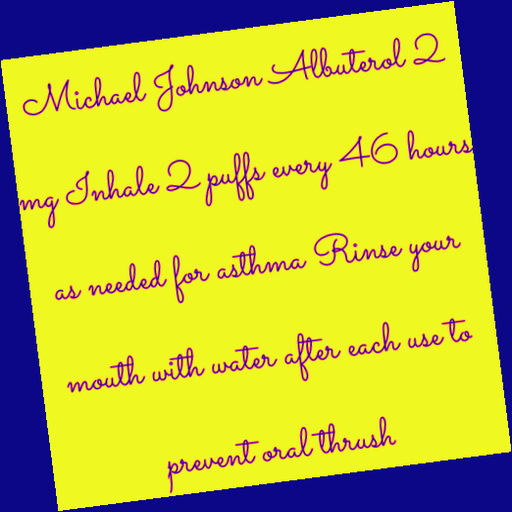 Michael Johnson Albuterol 2
mg Inhale 2 puffs every 46 hours
as needed for asthma Rinse your
mouth with water after each use to
prevent oral thrush